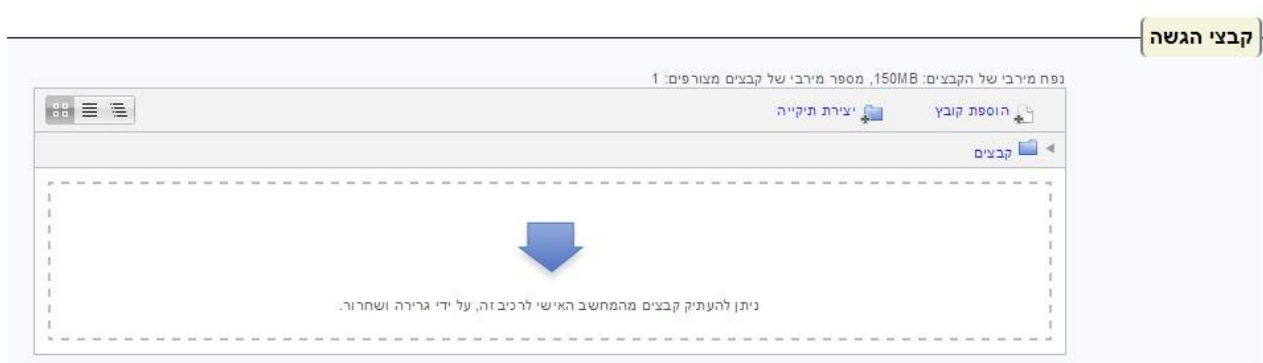 קבצי הגשה
נפח מירבי של הקבצים: 150MB, מספר מירבי של קבצים מצורפים: 1
הוספת קובץ יצירת תיקייה
קבצים
ניתן להעתיק קבצים מהמחשב האישי לרכיב זה, על ידי גרירה ושחרור.